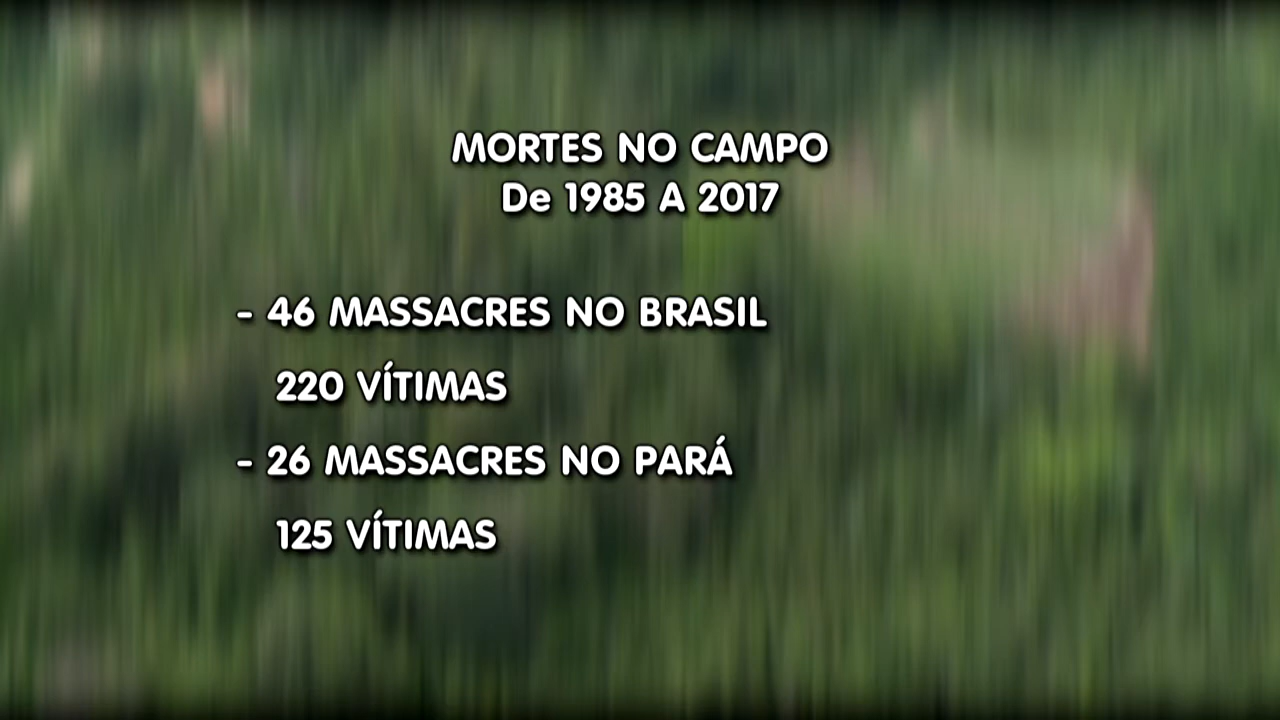 MORTES NO CAMPO
De 1985 A 2017
- 46 MASSACRES NO BRASIL
220 VÍTIMAS
- 26 MASSACRES NO PARÁ
125 VÍTIMAS